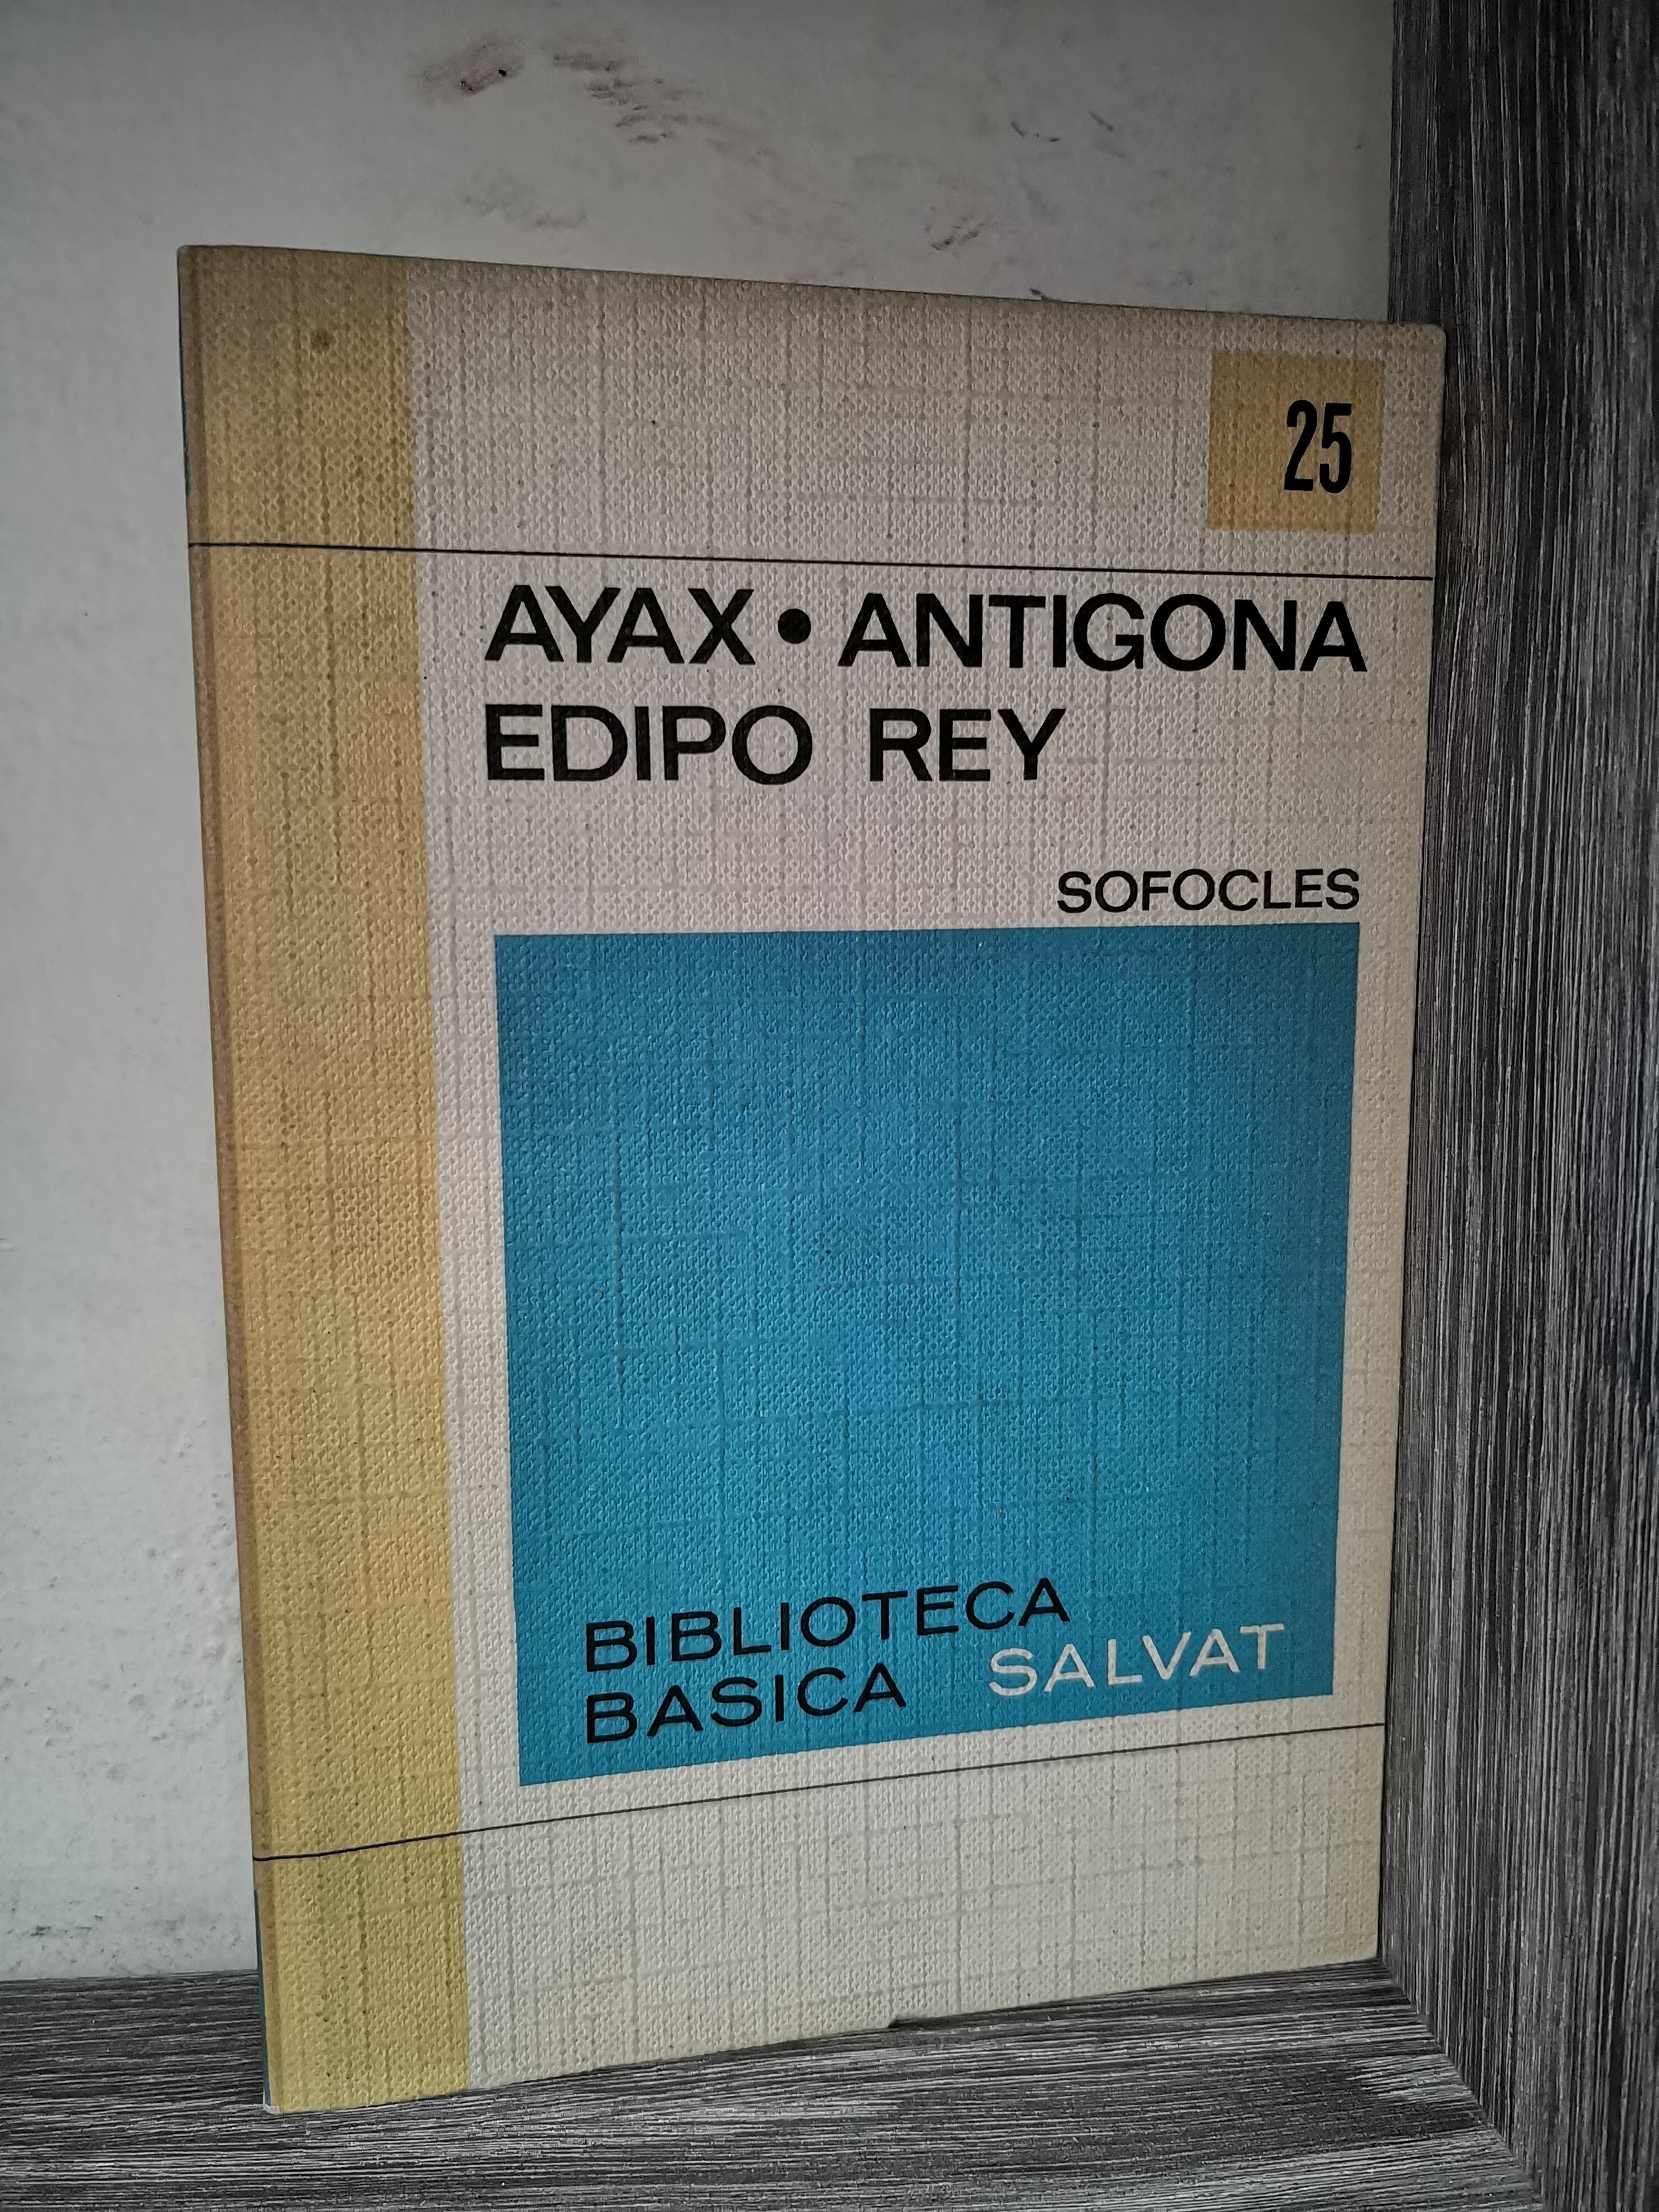 25
AYAX • ANTIGONA
EDIPO REY
SOFOCLES
BIBLIOTECA
BASICA SALVAT